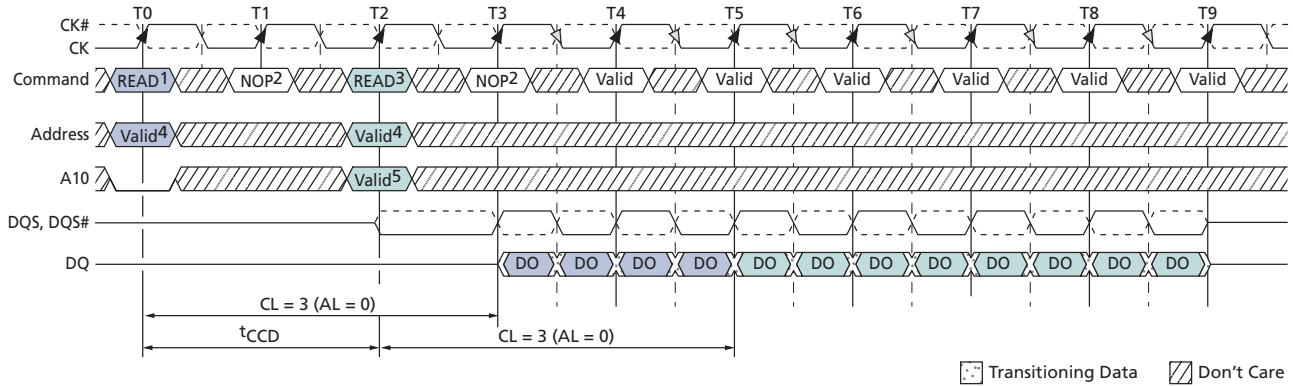 T0 T1 T2 T3 T4 T5 T6 T7 T8 T9
CK#
CK
Command READ1 NOP2 READ3 NOP2 Valid Valid Valid Valid Valid Valid
Address Valid4 Valid4
A10 Valid5
DQS, DQS#
DQ DO DO DO DO DO DO DO DO DO DO DO DO
CL = 3 (AL = 0)
tCCD CL = 3 (AL = 0)
Transitioning Data Don't Care